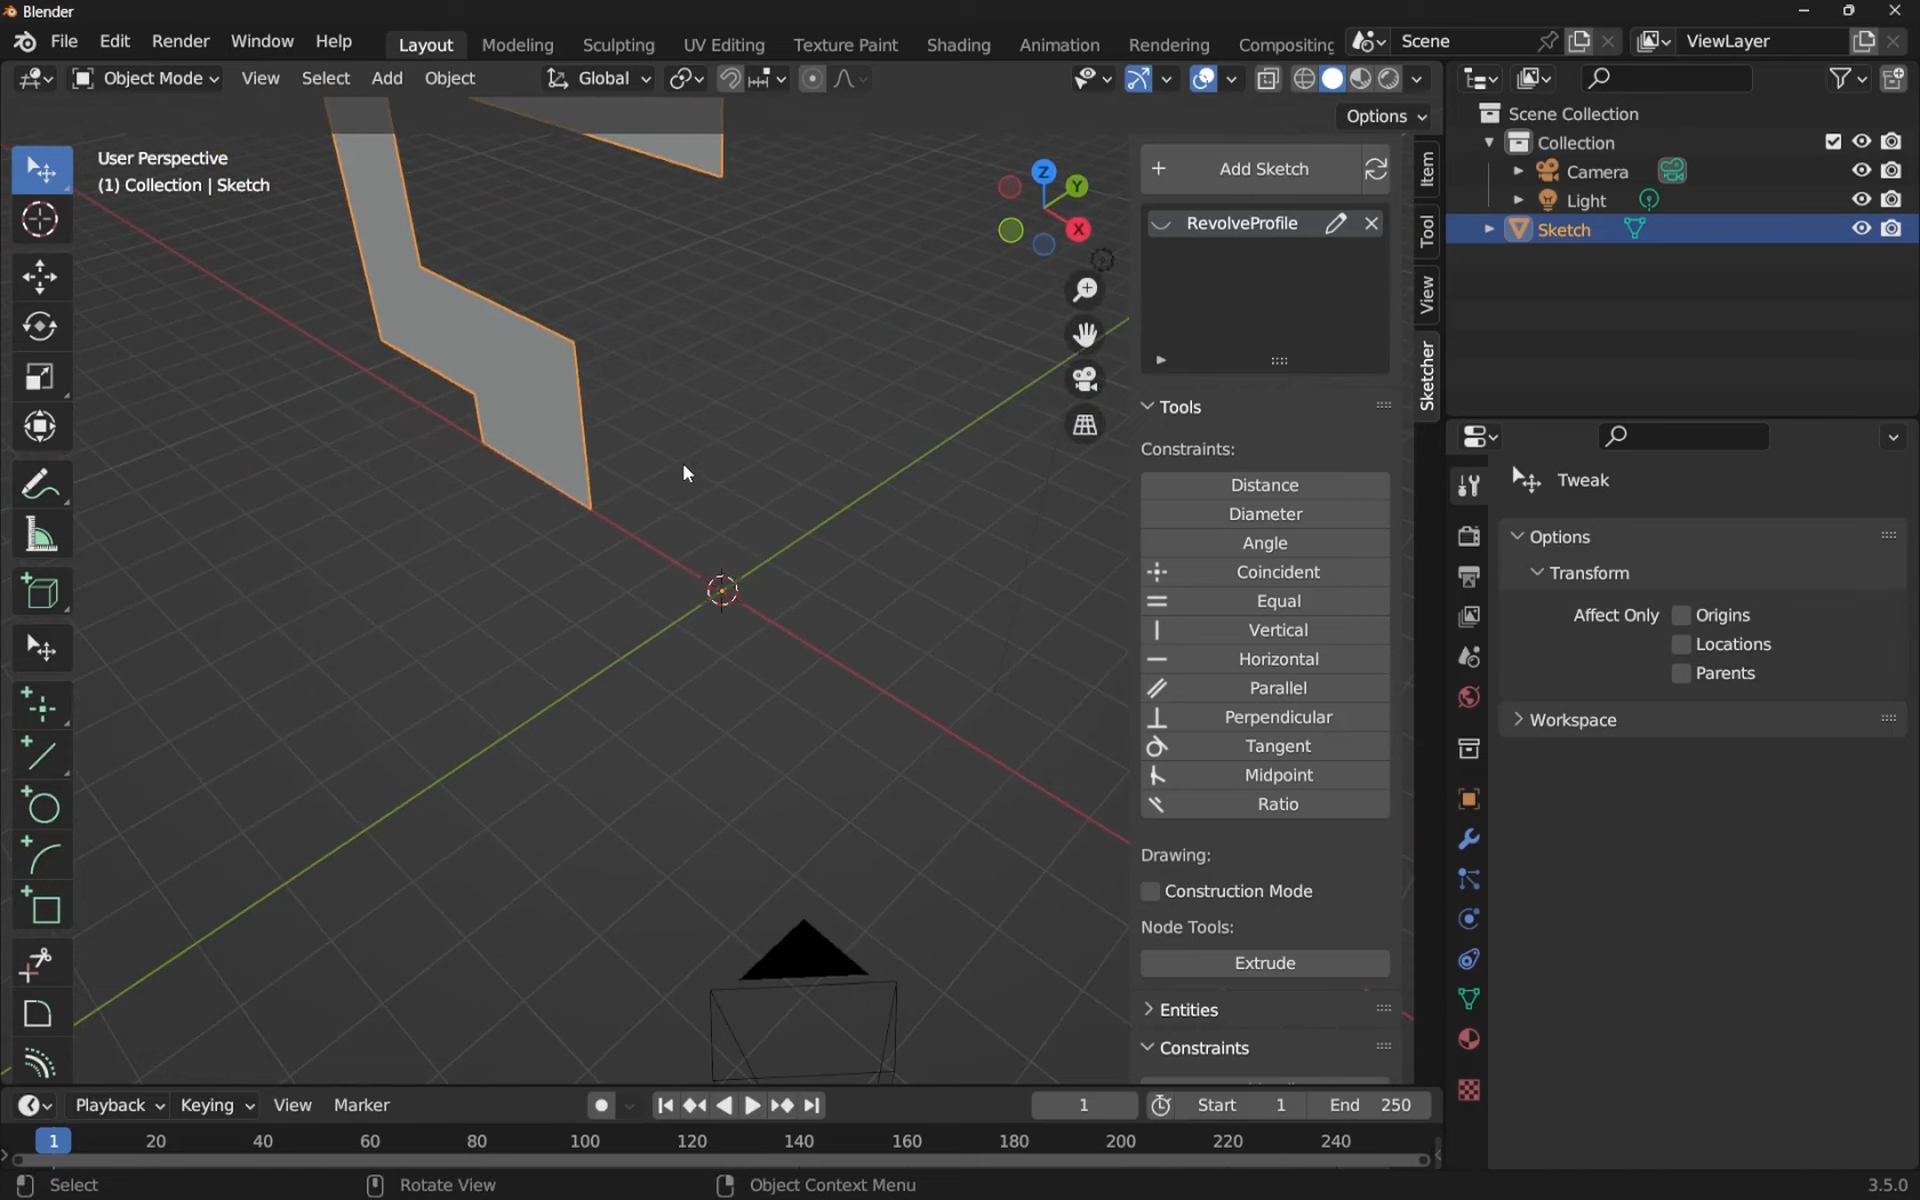 Blender
File Edit Render Window Help Layout Modeling Sculpting UV Editing Texture Paint Shading Animation Rendering Compositing Scene ViewLayer
Object Mode View Select Add Object Global
Options
User Perspective
(1) Collection | Sketch
Z
Y
X
Add Sketch
RevolveProfile
Tools
Constraints:
Distance
Diameter
Angle
Coincident
Equal
Vertical
Horizontal
Parallel
Perpendicular
Tangent
Midpoint
Ratio
Drawing:
Construction Mode
Node Tools:
Extrude
Entities
Constraints
Item
Tool
View
Sketcher
Scene Collection
Collection
Camera
Light
Sketch
Tweak
Options
Transform
Affect Only Origins
Locations
Parents
Workspace
Playback Keying View Marker 1 Start 1 End 250
1 20 40 60 80 100 120 140 160 180 200 220 240
Select Rotate View Object Context Menu 3.5.0